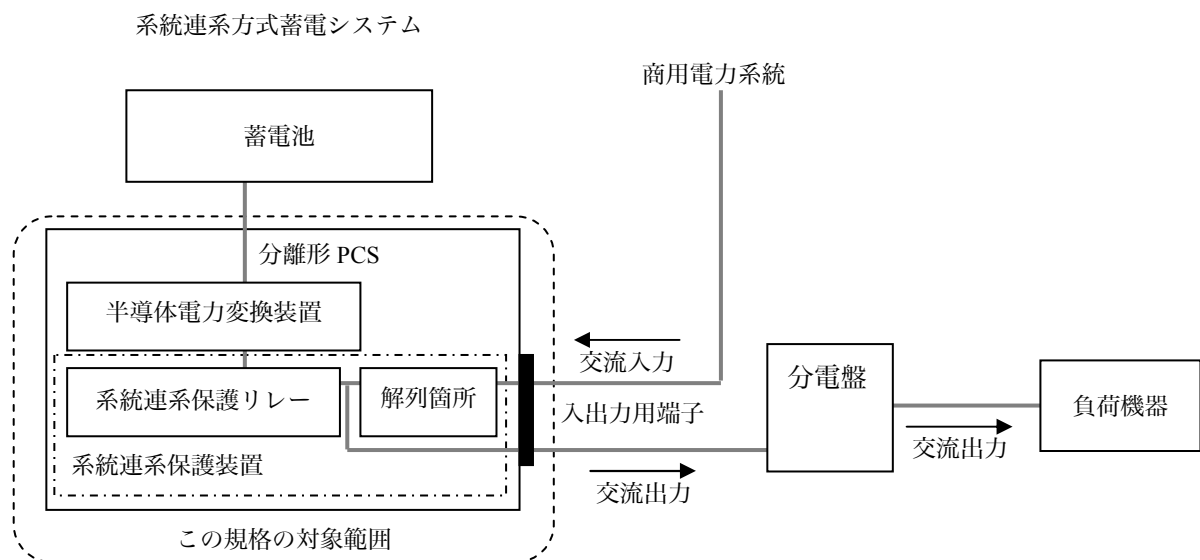 系統連系方式蓄電システム
商用電力系統
蓄電池
分離形 PCS
半導体電力変換装置
交流入力
分電盤
系統連系保護リレー
解列箇所
入出力用端子
負荷機器
系統連系保護装置
交流出力
交流出力
この規格の対象範囲